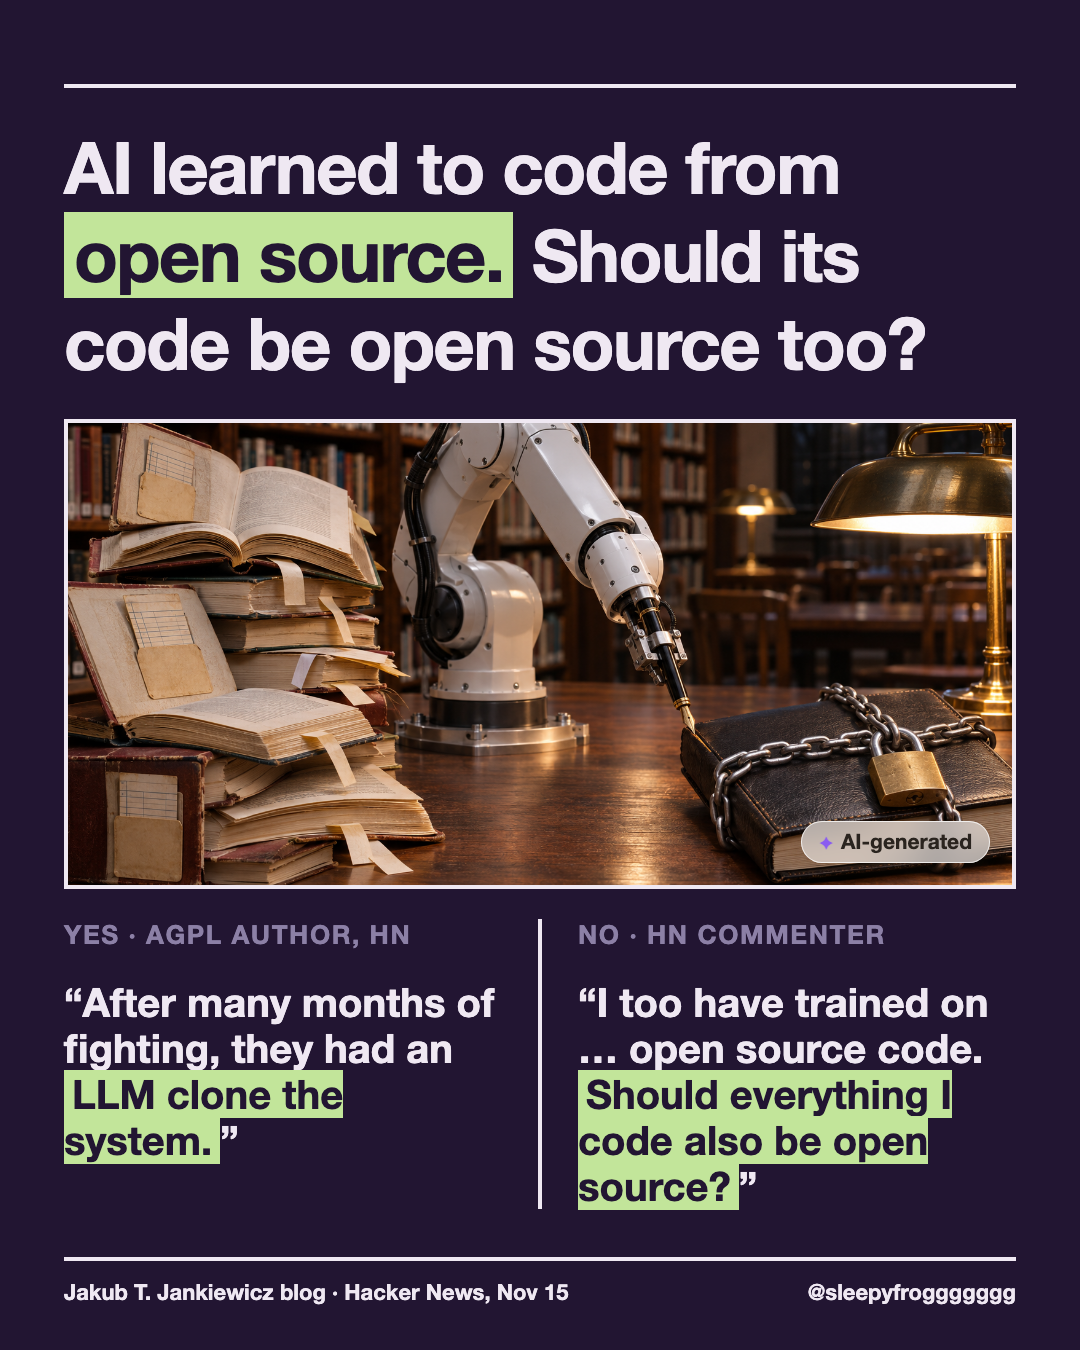 AI learned to code from
open source. Should its
code be open source too?
AI-generated
YES · AGPL AUTHOR, HN
“After many months of
fighting, they had an
LLM clone the
system.”
NO · HN COMMENTER
“I too have trained on
… open source code.
Should everything I
code also be open
source?”
Jakub T. Jankiewicz blog · Hacker News, Nov 15
@sleepyfroggggggg